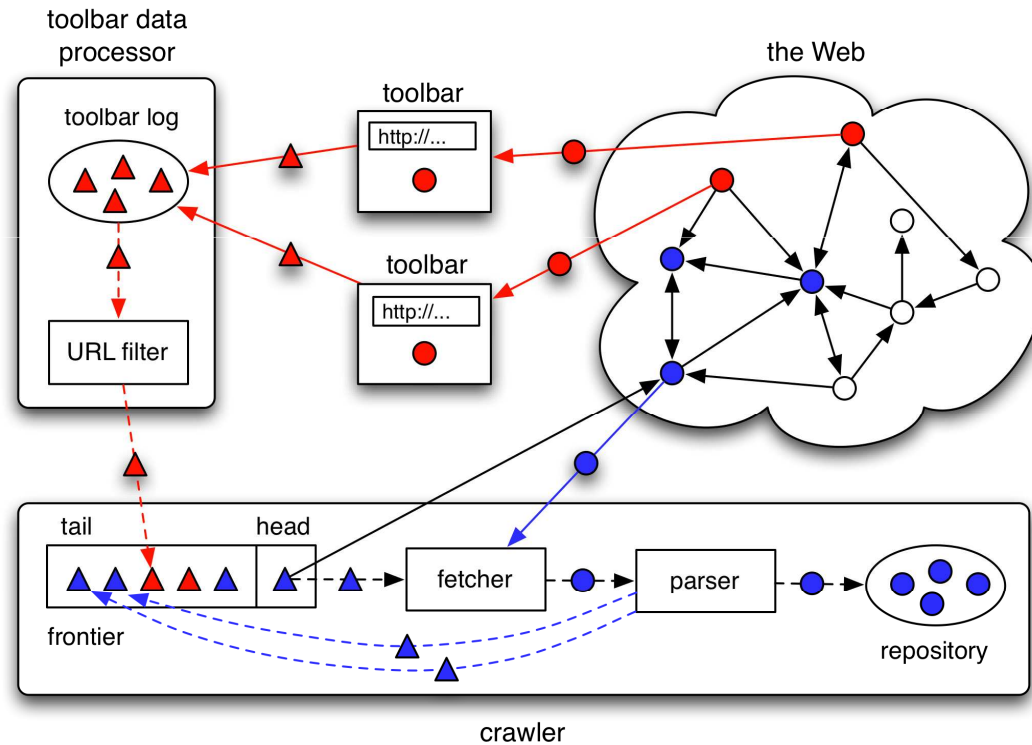 toolbar data
processor
the Web
toolbar
toolbar log
http://...
toolbar
http://...
URL filter
tail
head
fetcher
parser
frontier
repository
crawler